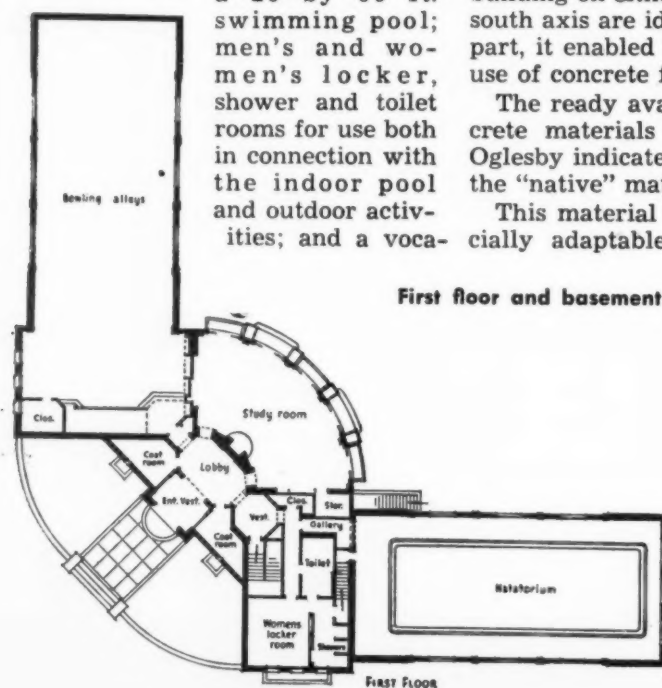 swimming pool;
men's and wo-
men's locker,
shower and toilet
rooms for use both
in connection with
the indoor pool
and outdoor activ-
ities; and a voca-
south axis are id
part, it enabled
use of concrete f
The ready ava
crete materials
Oglesby indicate
the "native" ma
This material
cially adaptable
First floor and basement
Bowling alleys
Clos.
Study room
Coat
room
Lobby
Ent. Vest.
Coat
room
Vest.
Clos.
Stor.
Gallery
Toilet
Womens
locker
room
Showers
Natatorium
FIRST FLOOR